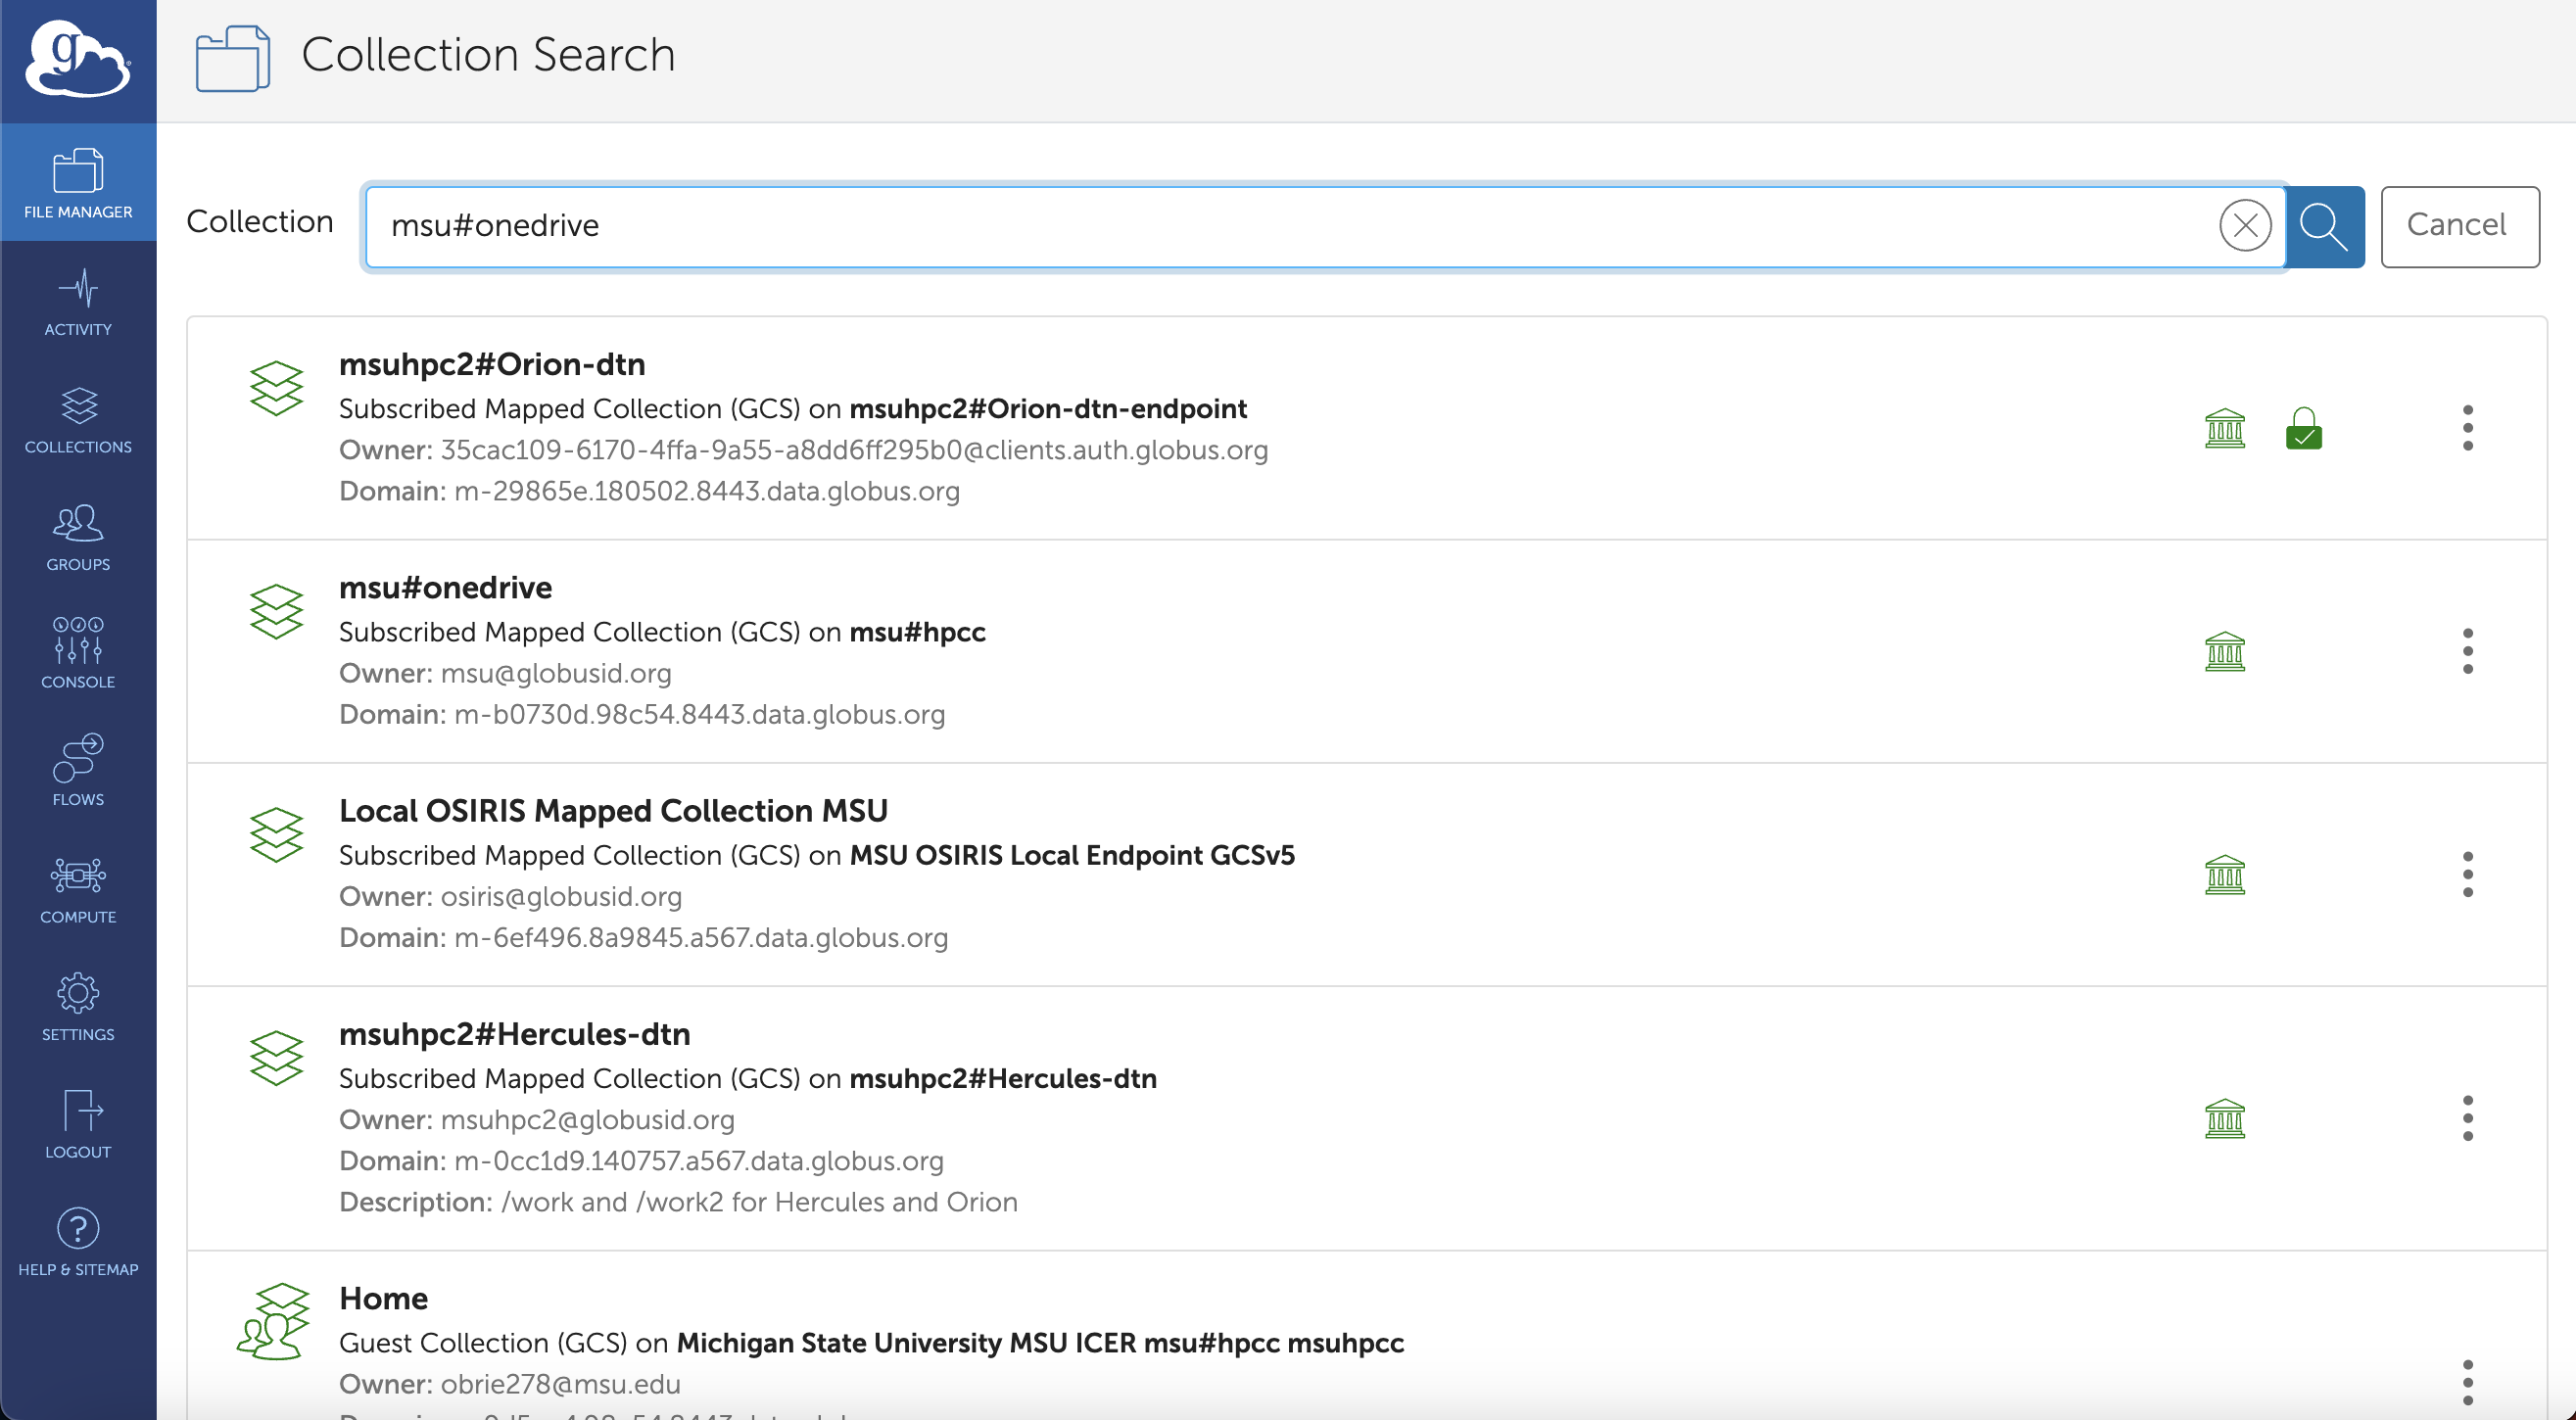 g
Collection Search
FILE MANAGER
ACTIVITY
COLLECTIONS
GROUPS
CONSOLE
FLOWS
COMPUTE
SETTINGS
LOGOUT
HELP & SITEMAP
Collection
msu#onedrive
Cancel
msuhpc2#Orion-dtn
Subscribed Mapped Collection (GCS) on msuhpc2#Orion-dtn-endpoint
Owner: 35cac109-6170-4ffa-9a55-a8dd6ff295b0@clients.auth.globus.org
Domain: m-29865e.180502.8443.data.globus.org
msu#onedrive
Subscribed Mapped Collection (GCS) on msu#hpcc
Owner: msu@globusid.org
Domain: m-b0730d.98c54.8443.data.globus.org
Local OSIRIS Mapped Collection MSU
Subscribed Mapped Collection (GCS) on MSU OSIRIS Local Endpoint GCSv5
Owner: osiris@globusid.org
Domain: m-6ef496.8a9845.a567.data.globus.org
msuhpc2#Hercules-dtn
Subscribed Mapped Collection (GCS) on msuhpc2#Hercules-dtn
Owner: msuhpc2@globusid.org
Domain: m-0cc1d9.140757.a567.data.globus.org
Description: /work and /work2 for Hercules and Orion
Home
Guest Collection (GCS) on Michigan State University MSU ICER msu#hpcc msuhpcc
Owner: obrie278@msu.edu